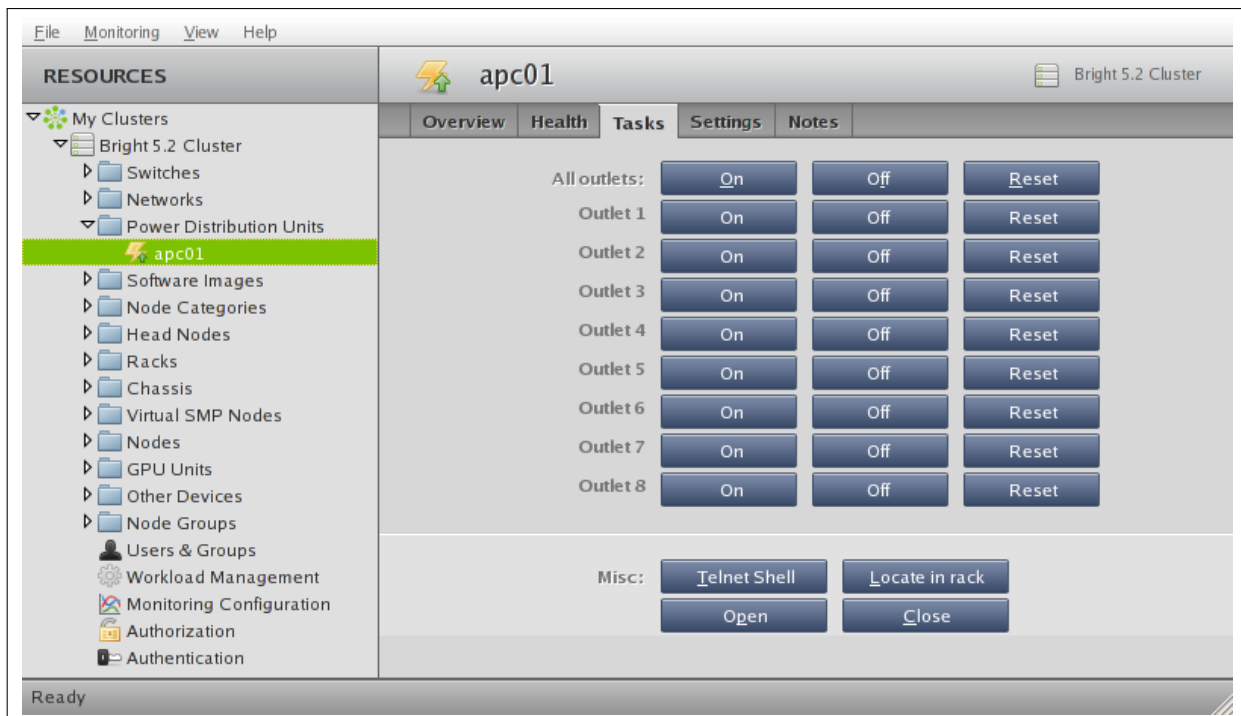 File Monitoring View Help
RESOURCES
apc01
Bright 5.2 Cluster
My Clusters
Bright 5.2 Cluster
Switches
Networks
Power Distribution Units
apc01
Software Images
Node Categories
Head Nodes
Racks
Chassis
Virtual SMP Nodes
Nodes
GPU Units
Other Devices
Node Groups
Users & Groups
Workload Management
Monitoring Configuration
Authorization
Authentication
Overview Health Tasks Settings Notes
All outlets: On Off Reset
Outlet 1 On Off Reset
Outlet 2 On Off Reset
Outlet 3 On Off Reset
Outlet 4 On Off Reset
Outlet 5 On Off Reset
Outlet 6 On Off Reset
Outlet 7 On Off Reset
Outlet 8 On Off Reset
Misc: Telnet Shell Locate in rack
Open Close
Ready